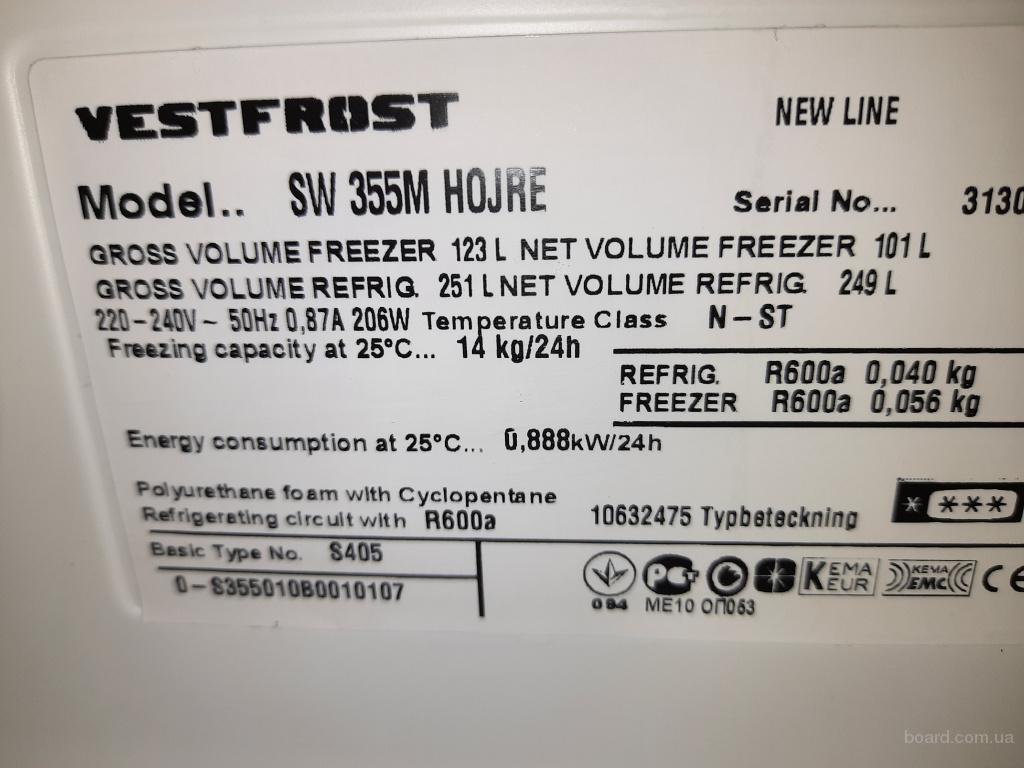 VESTFROST
NEW LINE
Model.. SW 355M HOJRE
Serial No... 3130
GROSS VOLUME FREEZER 123 L NET VOLUME FREEZER 101 L
GROSS VOLUME REFRIG. 251 L NET VOLUME REFRIG. 249 L
220-240V~ 50Hz 0,87A 206W Temperature Class N-ST
Freezing capacity at 25°C... 14 kg/24h
REFRIG. R600a 0,040 kg
FREEZER R600a 0,056 kg
Energy consumption at 25°C... 0,888kW/24h
Polyurethane foam with Cyclopentane
Refrigerating circuit with R600a
10632475 Typbeteckning
* ***
Basic Type No. S405
0-S355010B0010107
084 ME10 ОП063
KEMA EUR
KEMA EMC
CE
board.com.ua